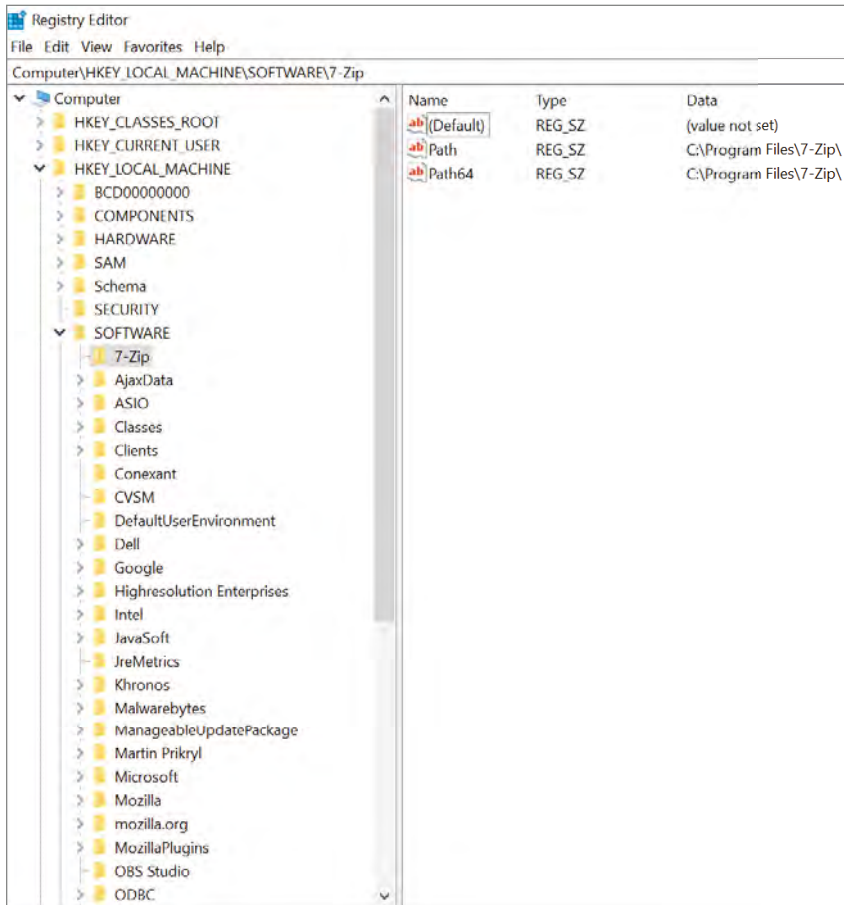 Registry Editor
File Edit View Favorites Help
Computer\HKEY_LOCAL_MACHINE\SOFTWARE\7-Zip
Computer
HKEY_CLASSES_ROOT
HKEY_CURRENT_USER
HKEY_LOCAL_MACHINE
BCD00000000
COMPONENTS
HARDWARE
SAM
Schema
SECURITY
SOFTWARE
7-Zip
AjaxData
ASIO
Classes
Clients
Conexant
CVSM
DefaultUserEnvironment
Dell
Google
Highresolution Enterprises
Intel
JavaSoft
JreMetrics
Khronos
Malwarebytes
ManageableUpdatePackage
Martin Prikryl
Microsoft
Mozilla
mozilla.org
MozillaPlugins
OBS Studio
ODBC
Name Type Data
ab (Default) REG_SZ (value not set)
ab Path REG_SZ C:\Program Files\7-Zip\
ab Path64 REG_SZ C:\Program Files\7-Zip\